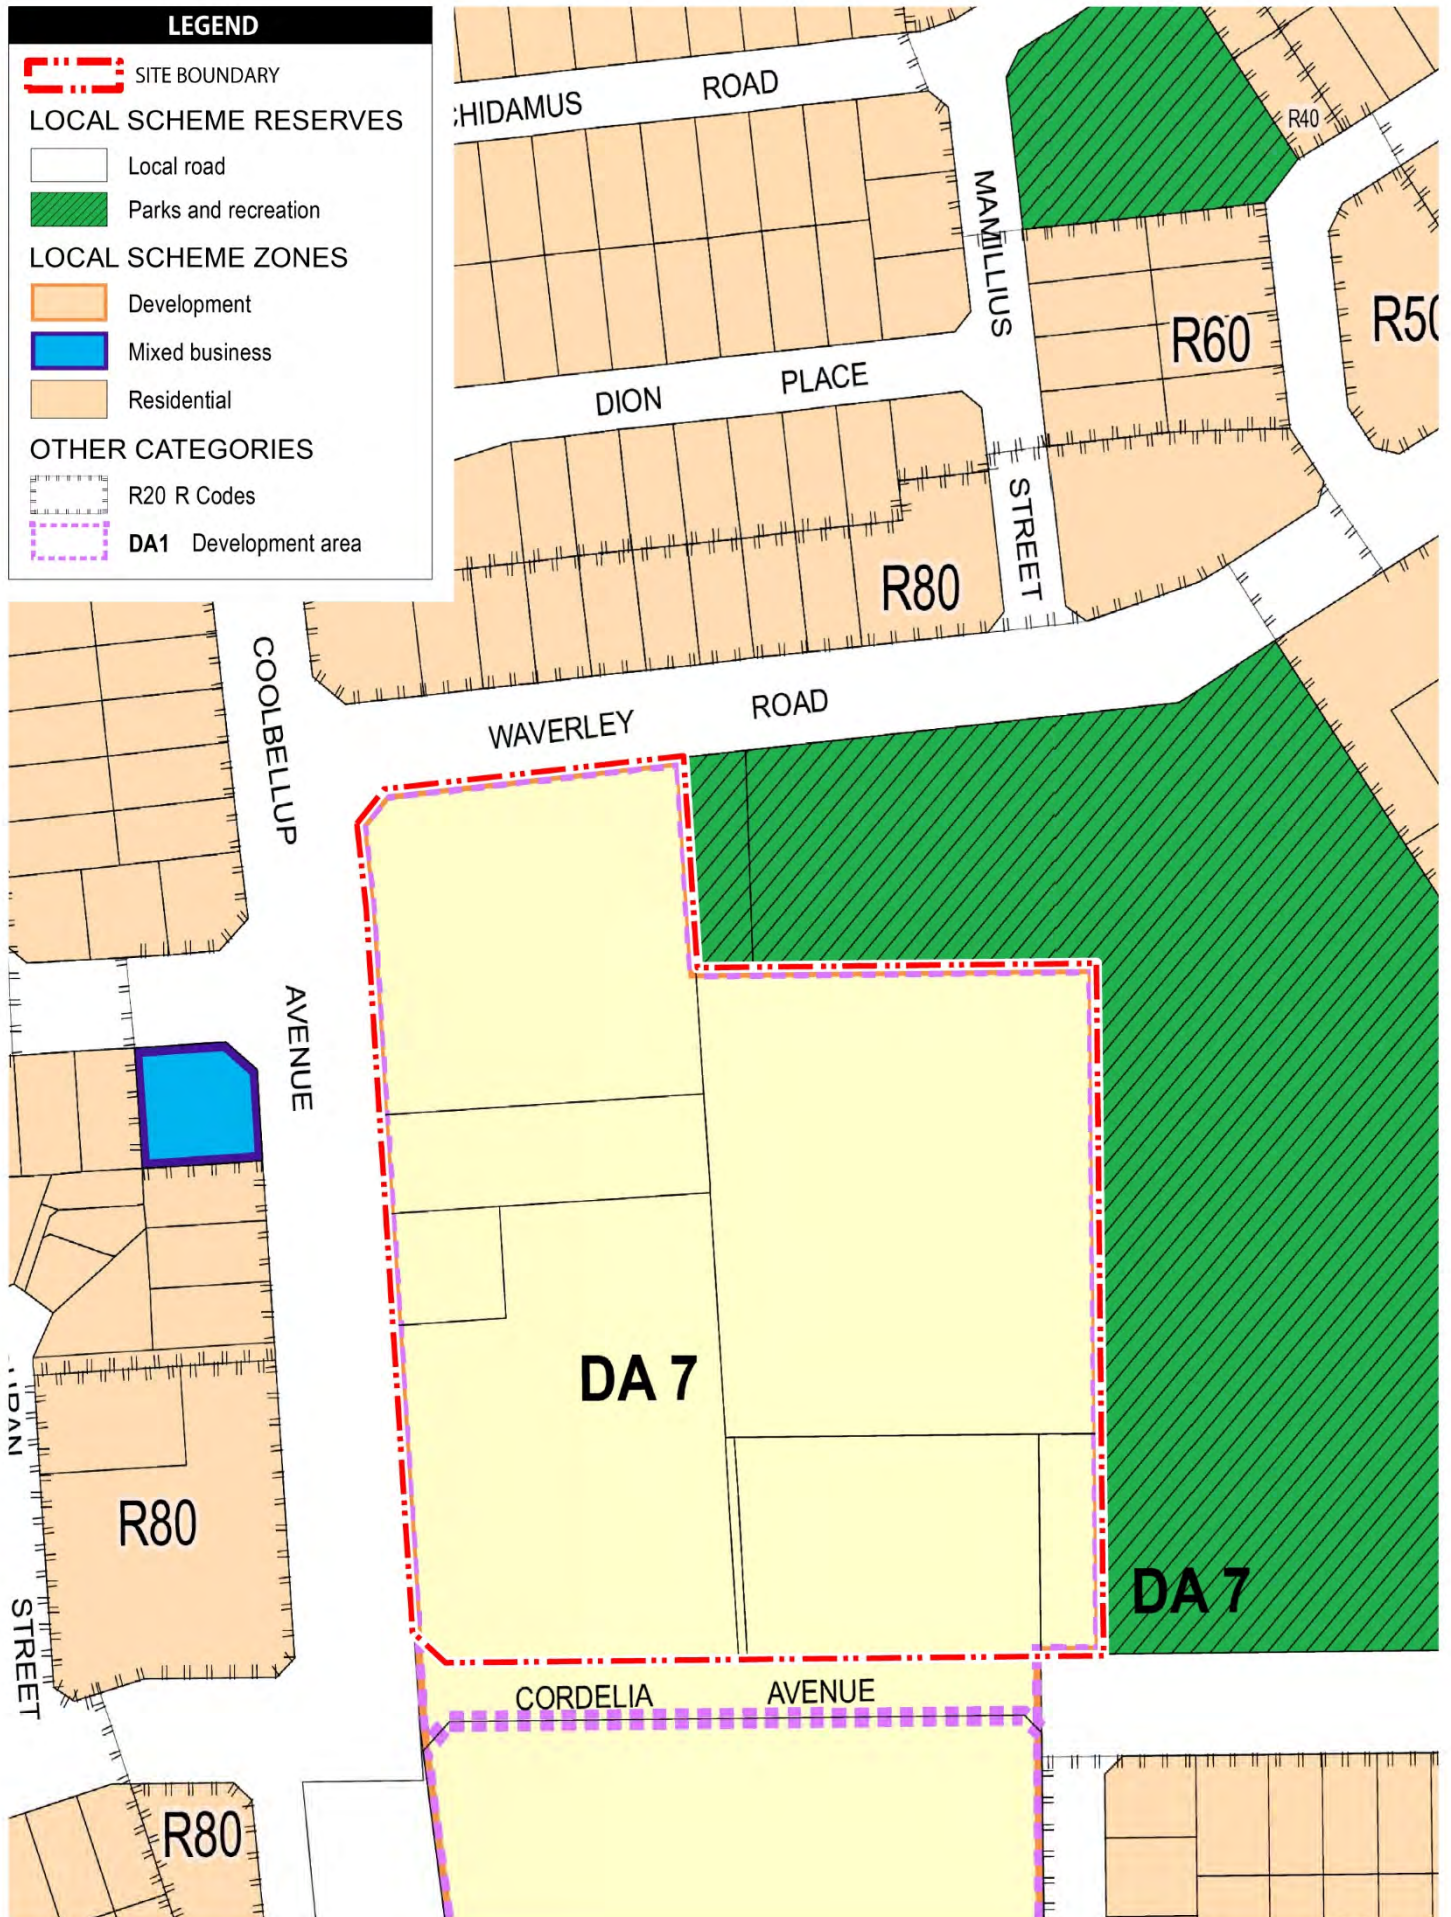 LEGEND
SITE BOUNDARY
LOCAL SCHEME RESERVES
Local road
Parks and recreation
LOCAL SCHEME ZONES
Development
Mixed business
Residential
OTHER CATEGORIES
R20 R Codes
DA1 Development area
CHIDAMUS ROAD
R40
MAMILLIUS STREET
R60
R50
DION PLACE
R80
COOLBELLUP AVENUE
WAVERLEY ROAD
DA 7
R80
STREET
DA 7
CORDELIA AVENUE
R80